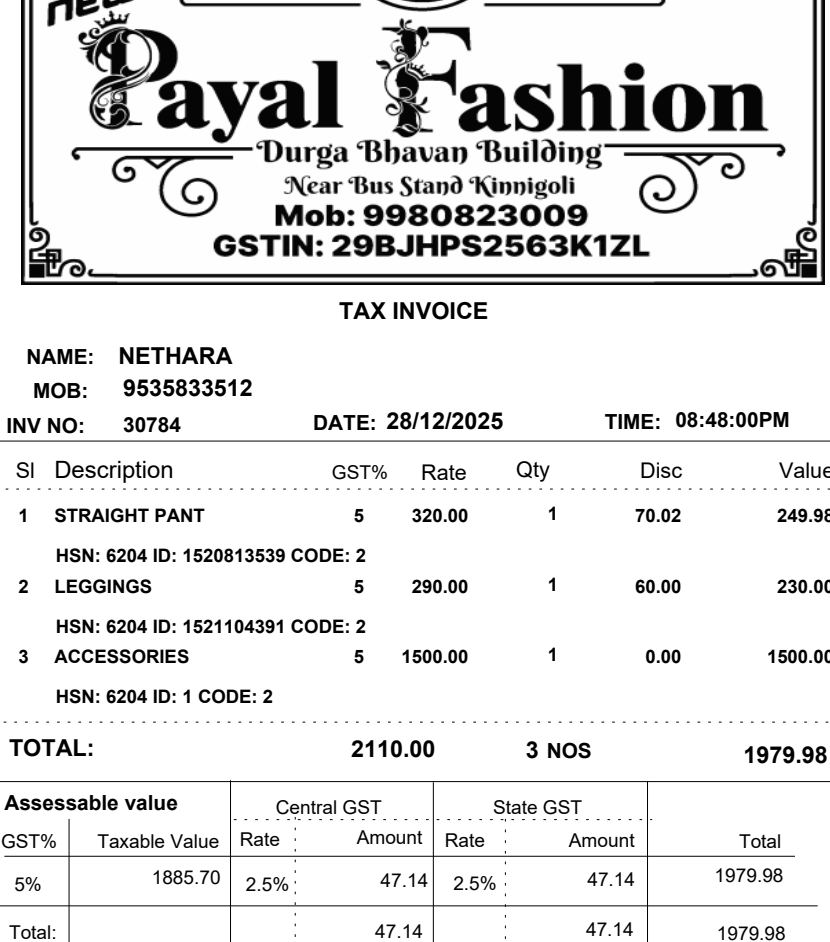 new
Payal Fashion
Durga Bhavan Building
Near Bus Stand Kinnigoli
Mob: 9980823009
GSTIN: 29BJHPS2563K1ZL
TAX INVOICE
NAME: NETHARA
MOB: 9535833512
INV NO: 30784 DATE: 28/12/2025 TIME: 08:48:00PM
Sl Description GST% Rate Qty Disc Value
1 STRAIGHT PANT 5 320.00 1 70.02 249.98
HSN: 6204 ID: 1520813539 CODE: 2
2 LEGGINGS 5 290.00 1 60.00 230.00
HSN: 6204 ID: 1521104391 CODE: 2
3 ACCESSORIES 5 1500.00 1 0.00 1500.00
HSN: 6204 ID: 1 CODE: 2
TOTAL: 2110.00 3 NOS 1979.98
Assessable value Central GST State GST
GST% Taxable Value Rate Amount Rate Amount Total
5% 1885.70 2.5% 47.14 2.5% 47.14 1979.98
Total: 47.14 47.14 1979.98